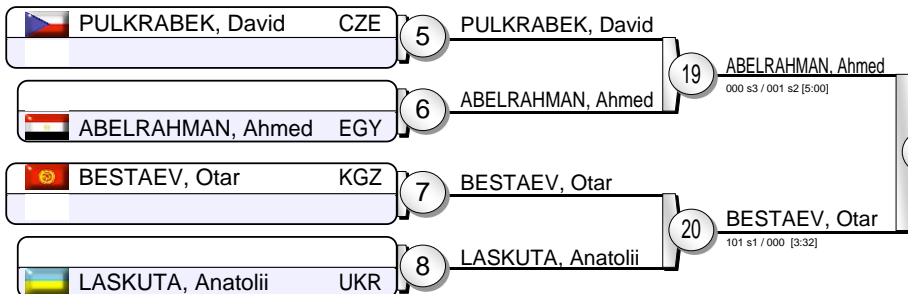 PULKRABEK, David CZE
5
PULKRABEK, David
ABELRAHMAN, Ahmed EGY
6
ABELRAHMAN, Ahmed
19
ABELRAHMAN, Ahmed
000 s3 / 001 s2 [5:00]
BESTAEV, Otar KGZ
7
BESTAEV, Otar
LASKUTA, Anatolii UKR
8
LASKUTA, Anatolii
20
BESTAEV, Otar
101 s1 / 000 [3:32]